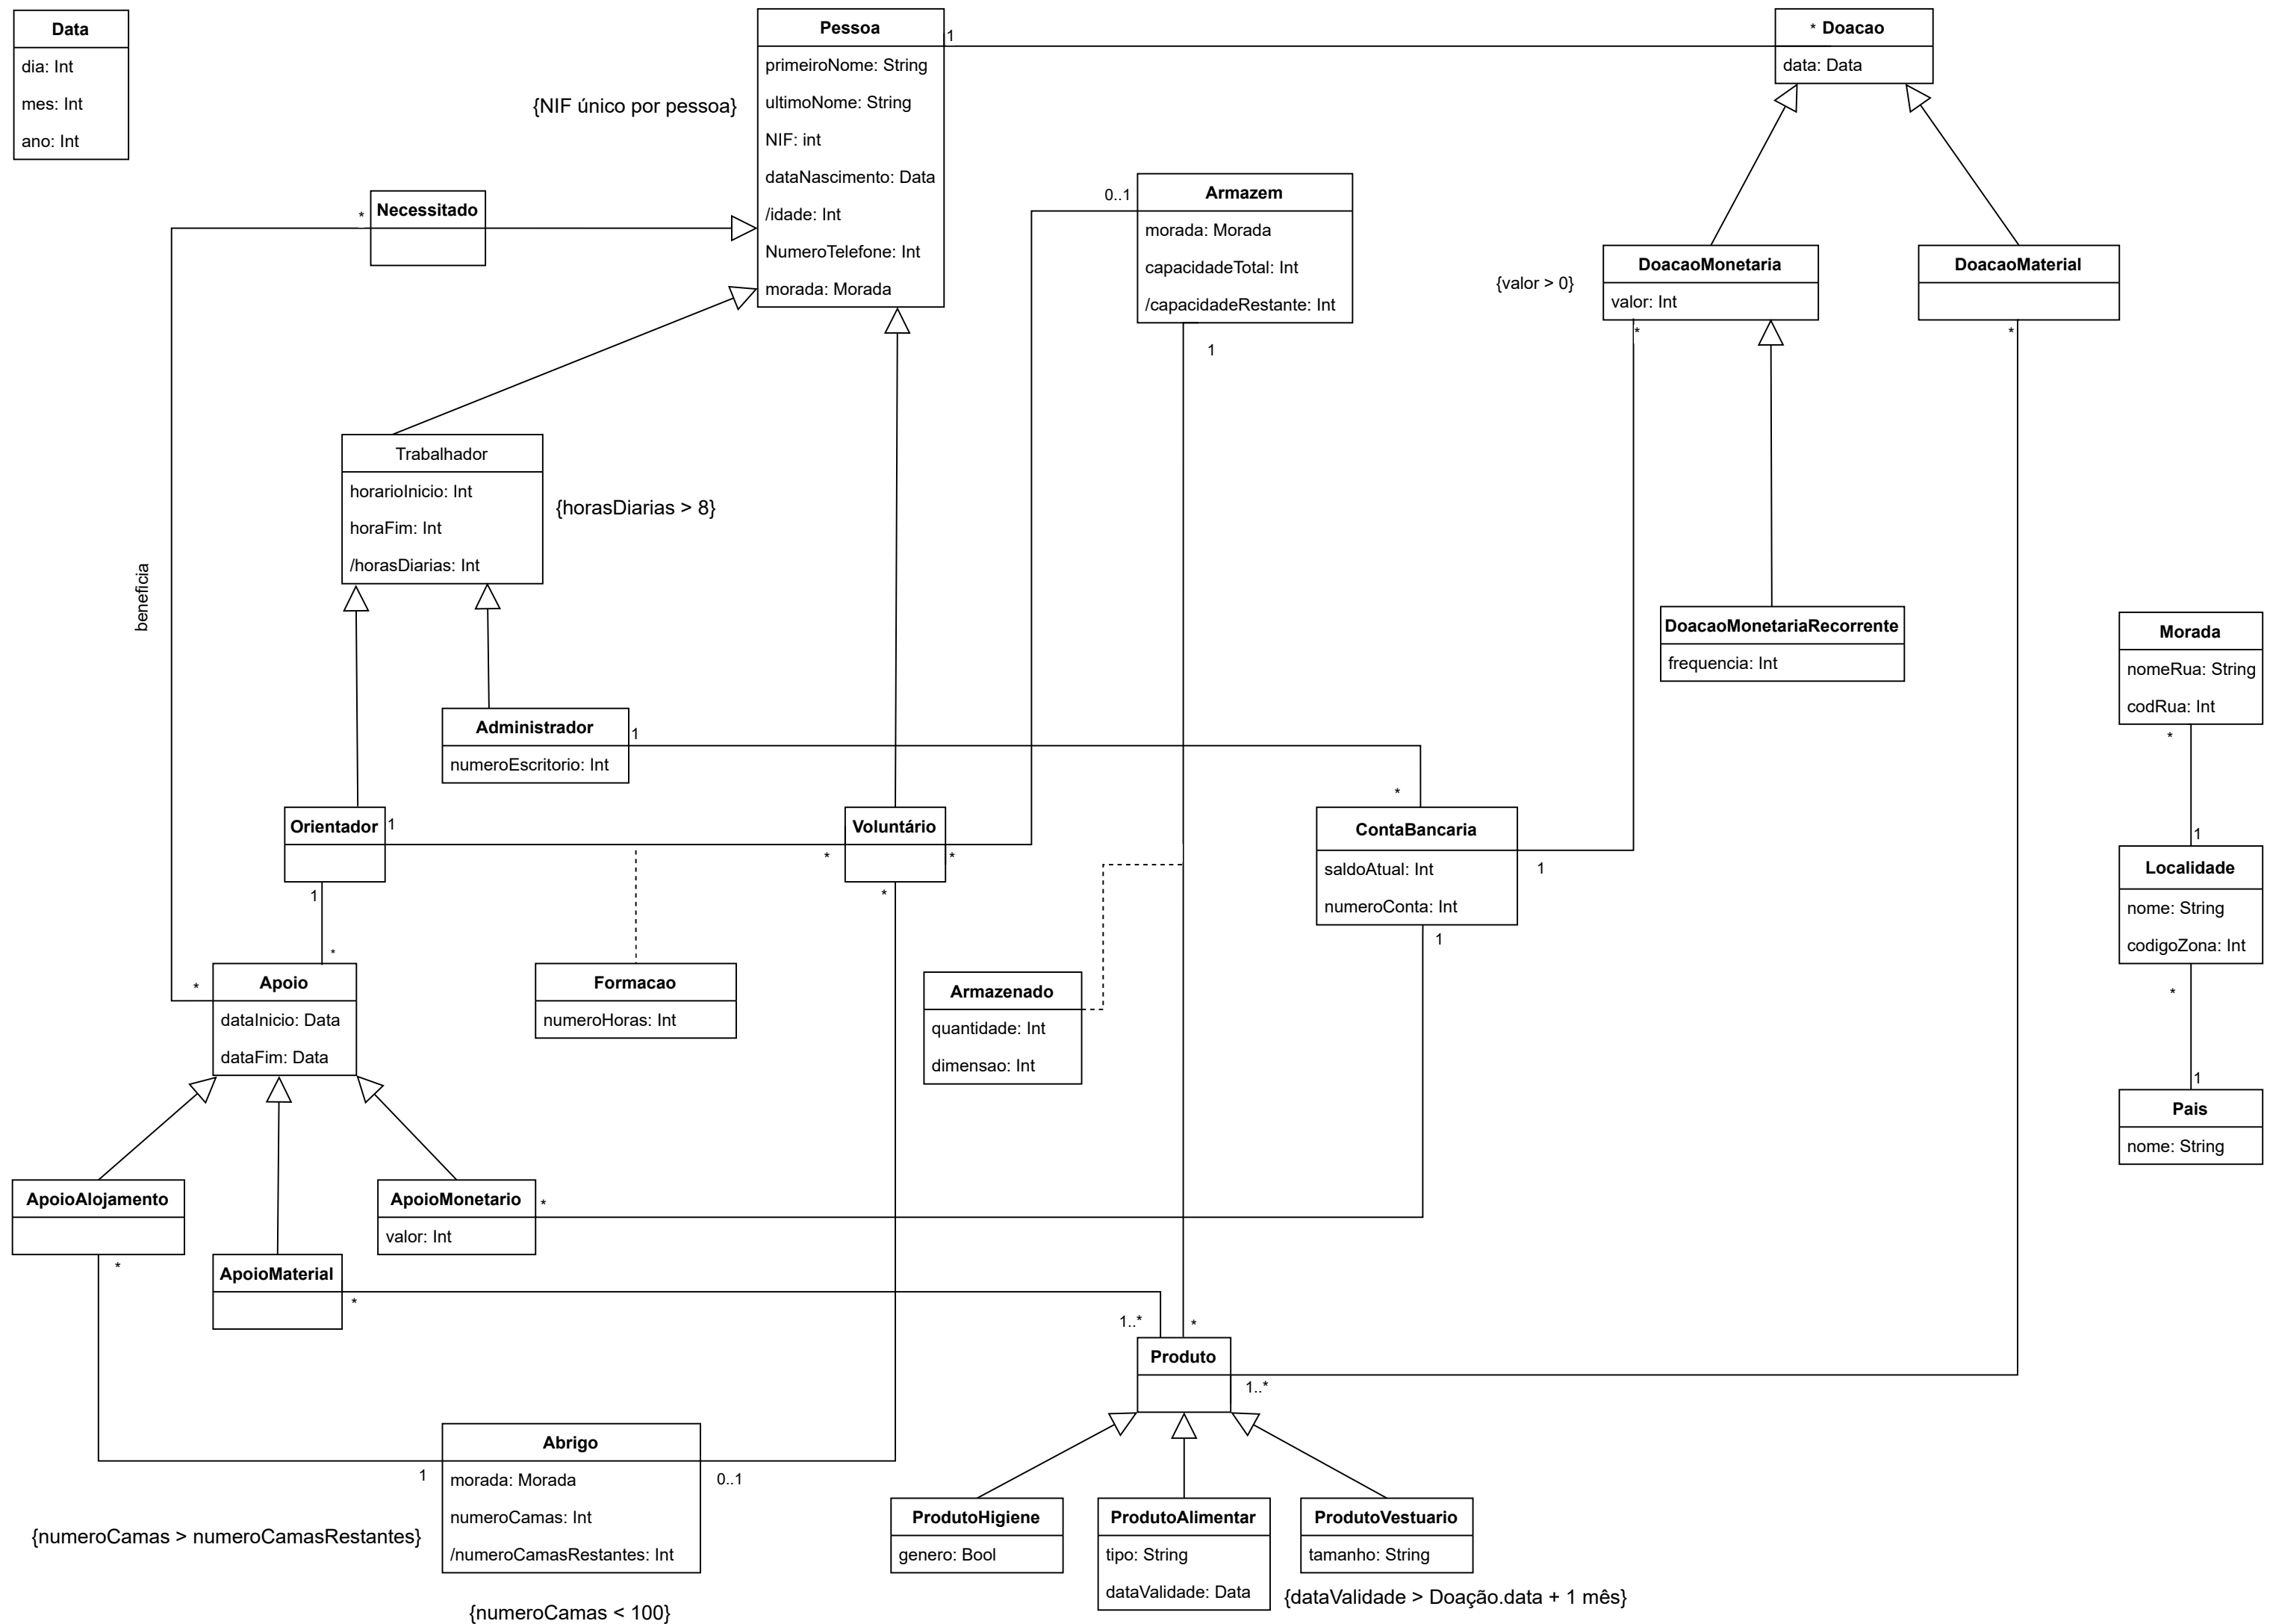 Data
dia: Int
mes: Int
ano: Int
{NIF único por pessoa}
Pessoa
primeiroNome: String
ultimoNome: String
NIF: int
dataNascimento: Data
/idade: Int
NumeroTelefone: Int
morada: Morada
1
* Doacao
data: Data
*
Necessitado
0..1
Armazem
morada: Morada
capacidadeTotal: Int
/capacidadeRestante: Int
1
{valor > 0}
DoacaoMonetaria
valor: Int
*
DoacaoMaterial
*
Trabalhador
horarioInicio: Int
horaFim: Int
/horasDiarias: Int
{horasDiarias > 8}
beneficia
DoacaoMonetariaRecorrente
frequencia: Int
Morada
nomeRua: String
codRua: Int
*
1
Administrador
numeroEscritorio: Int
1
*
Orientador
1
1
*
Voluntário
*
*
ContaBancaria
saldoAtual: Int
numeroConta: Int
1
1
Localidade
nome: String
codigoZona: Int
*
1
*
*
Apoio
dataInicio: Data
dataFim: Data
Formacao
numeroHoras: Int
Armazenado
quantidade: Int
dimensao: Int
Pais
nome: String
ApoioAlojamento
*
ApoioMonetario
valor: Int
*
ApoioMaterial
*
1..*
*
Produto
1..*
Abrigo
morada: Morada
numeroCamas: Int
/numeroCamasRestantes: Int
1
0..1
{numeroCamas > numeroCamasRestantes}
{numeroCamas < 100}
ProdutoHigiene
genero: Bool
ProdutoAlimentar
tipo: String
dataValidade: Data
ProdutoVestuario
tamanho: String
{dataValidade > Doação.data + 1 mês}